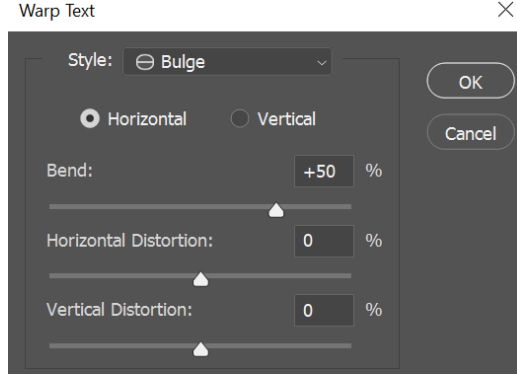 Warp Text
Style: Bulge
OK
Horizontal Vertical
Cancel
Bend: +50 %
Horizontal Distortion: 0 %
Vertical Distortion: 0 %